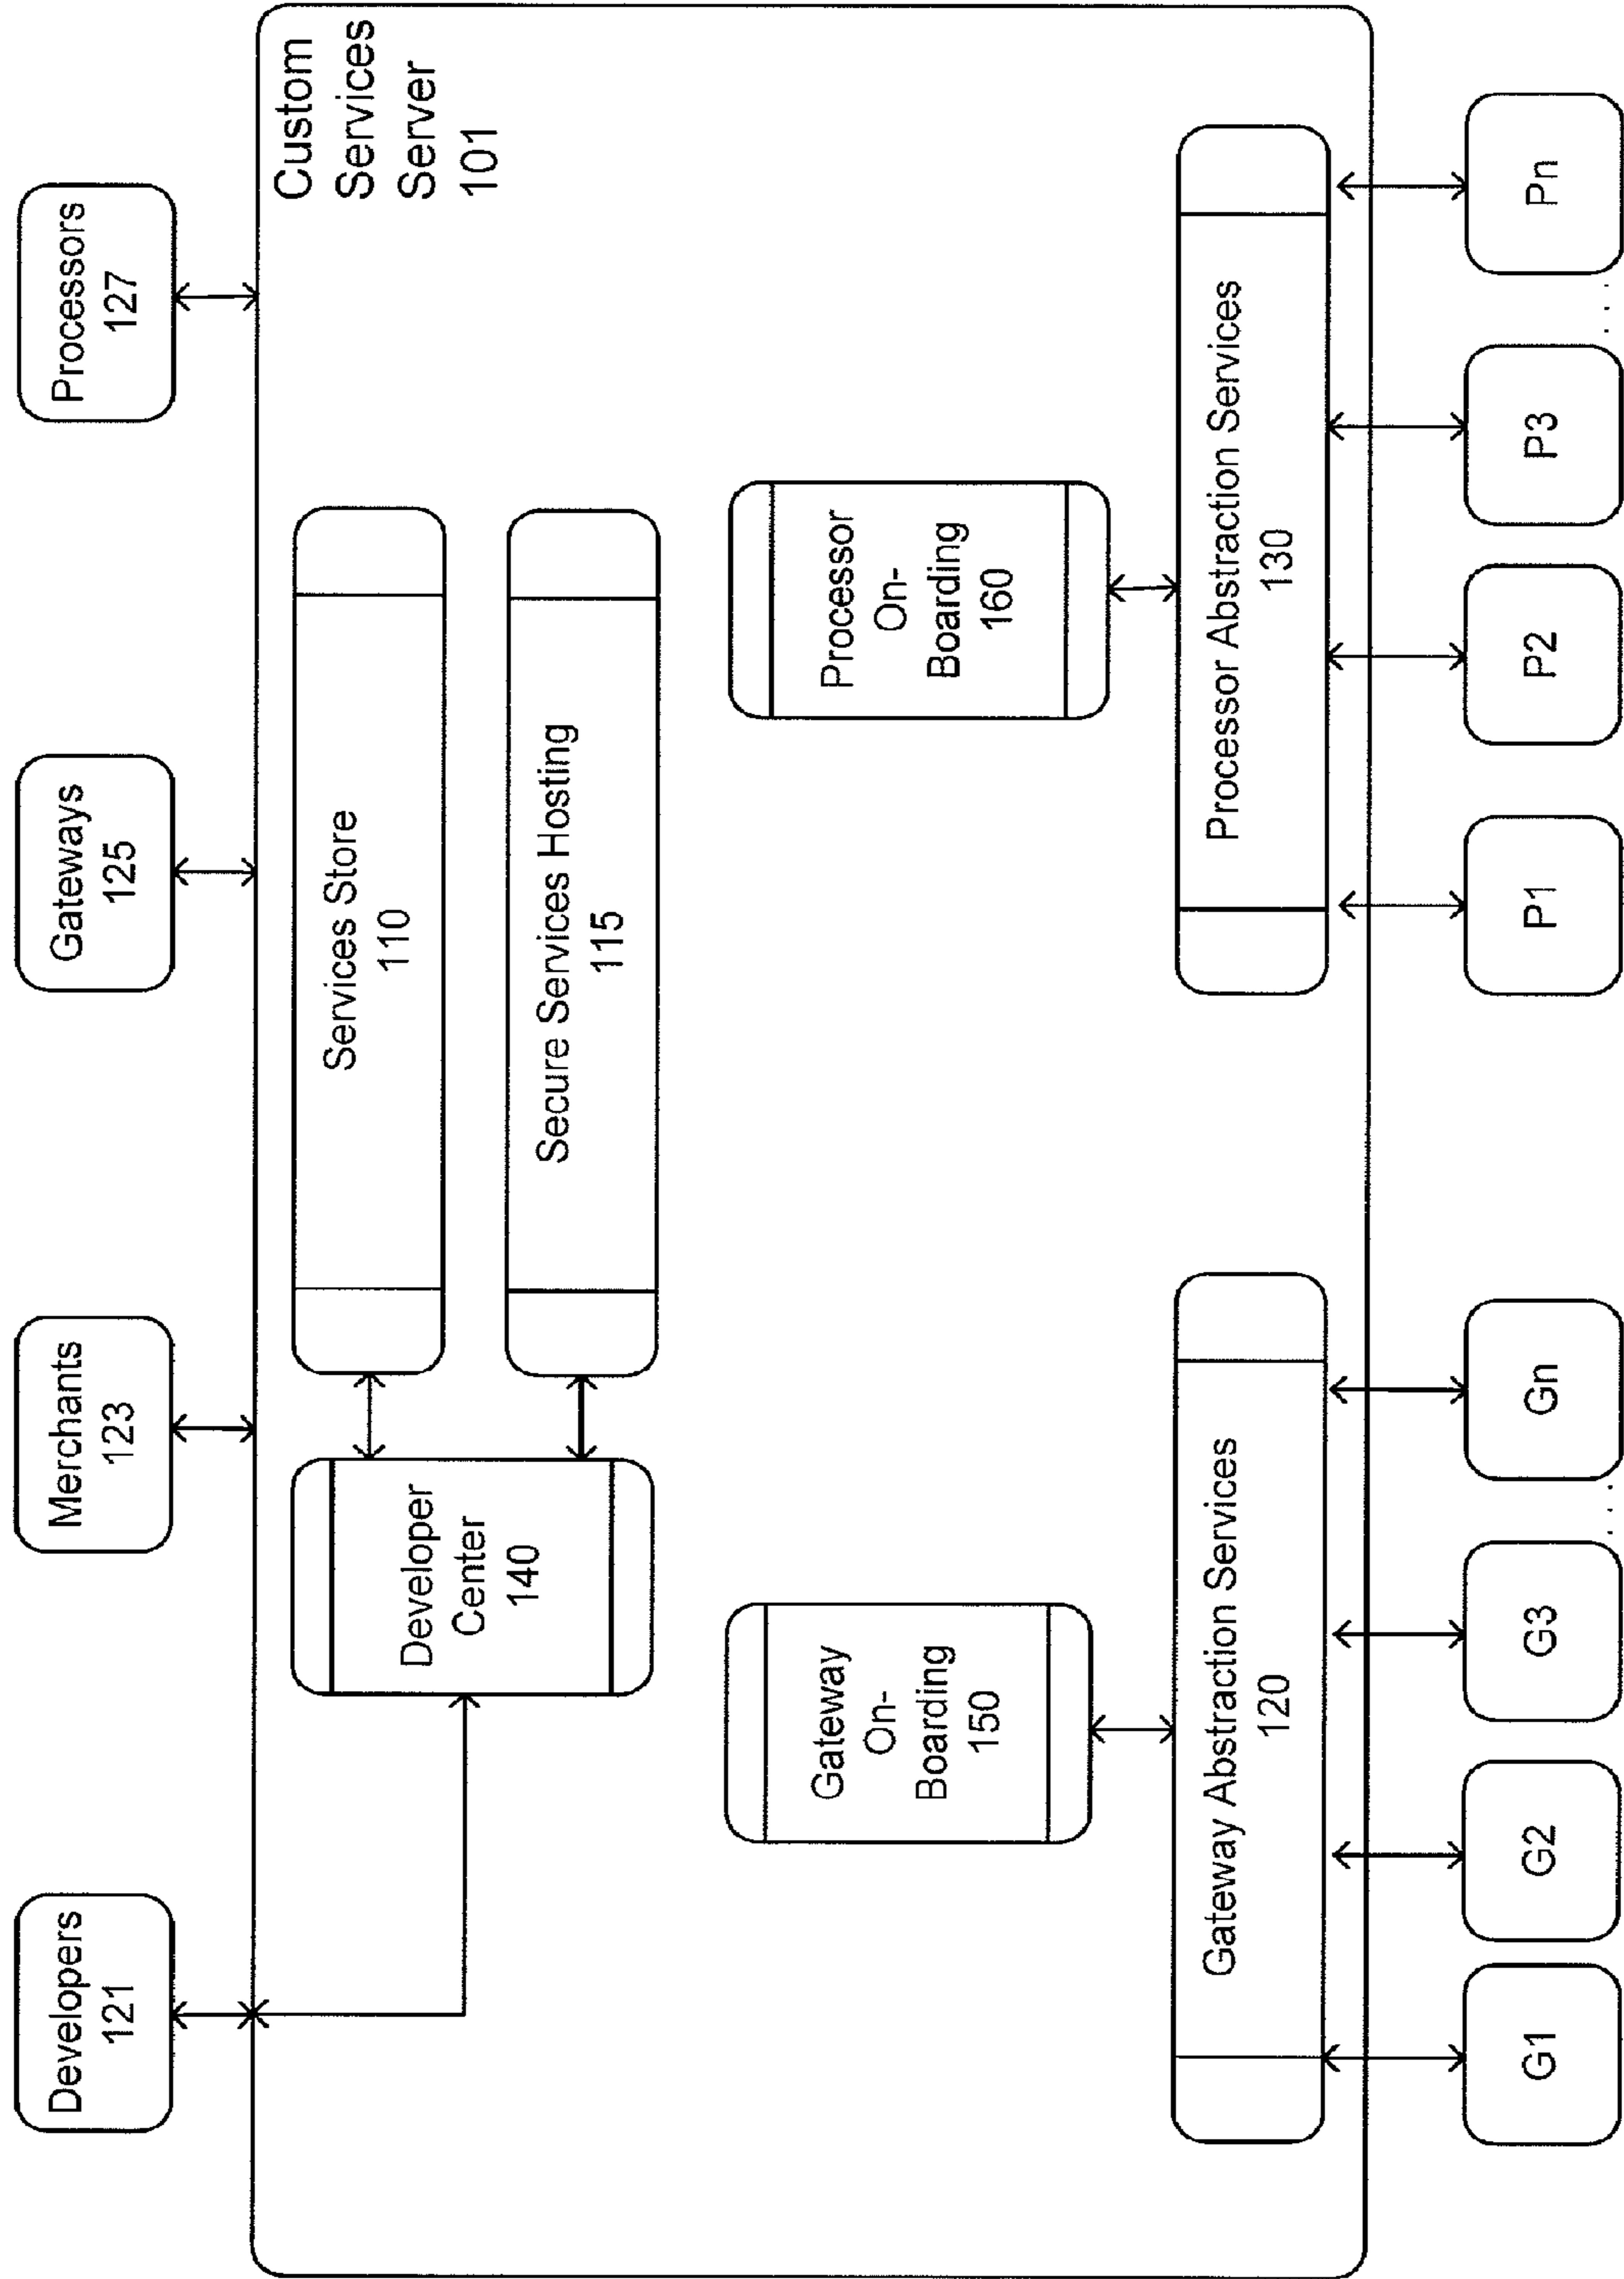 Developers
121
Merchants
123
Gateways
125
Processors
127
Custom
Services
Server
101
Developer
Center
140
Services Store
110
Secure Services Hosting
115
Gateway
On-
Boarding
150
Processor
On-
Boarding
160
Gateway Abstraction Services
120
Processor Abstraction Services
130
G1
G2
G3
....
Gn
P1
P2
P3
....
Pn